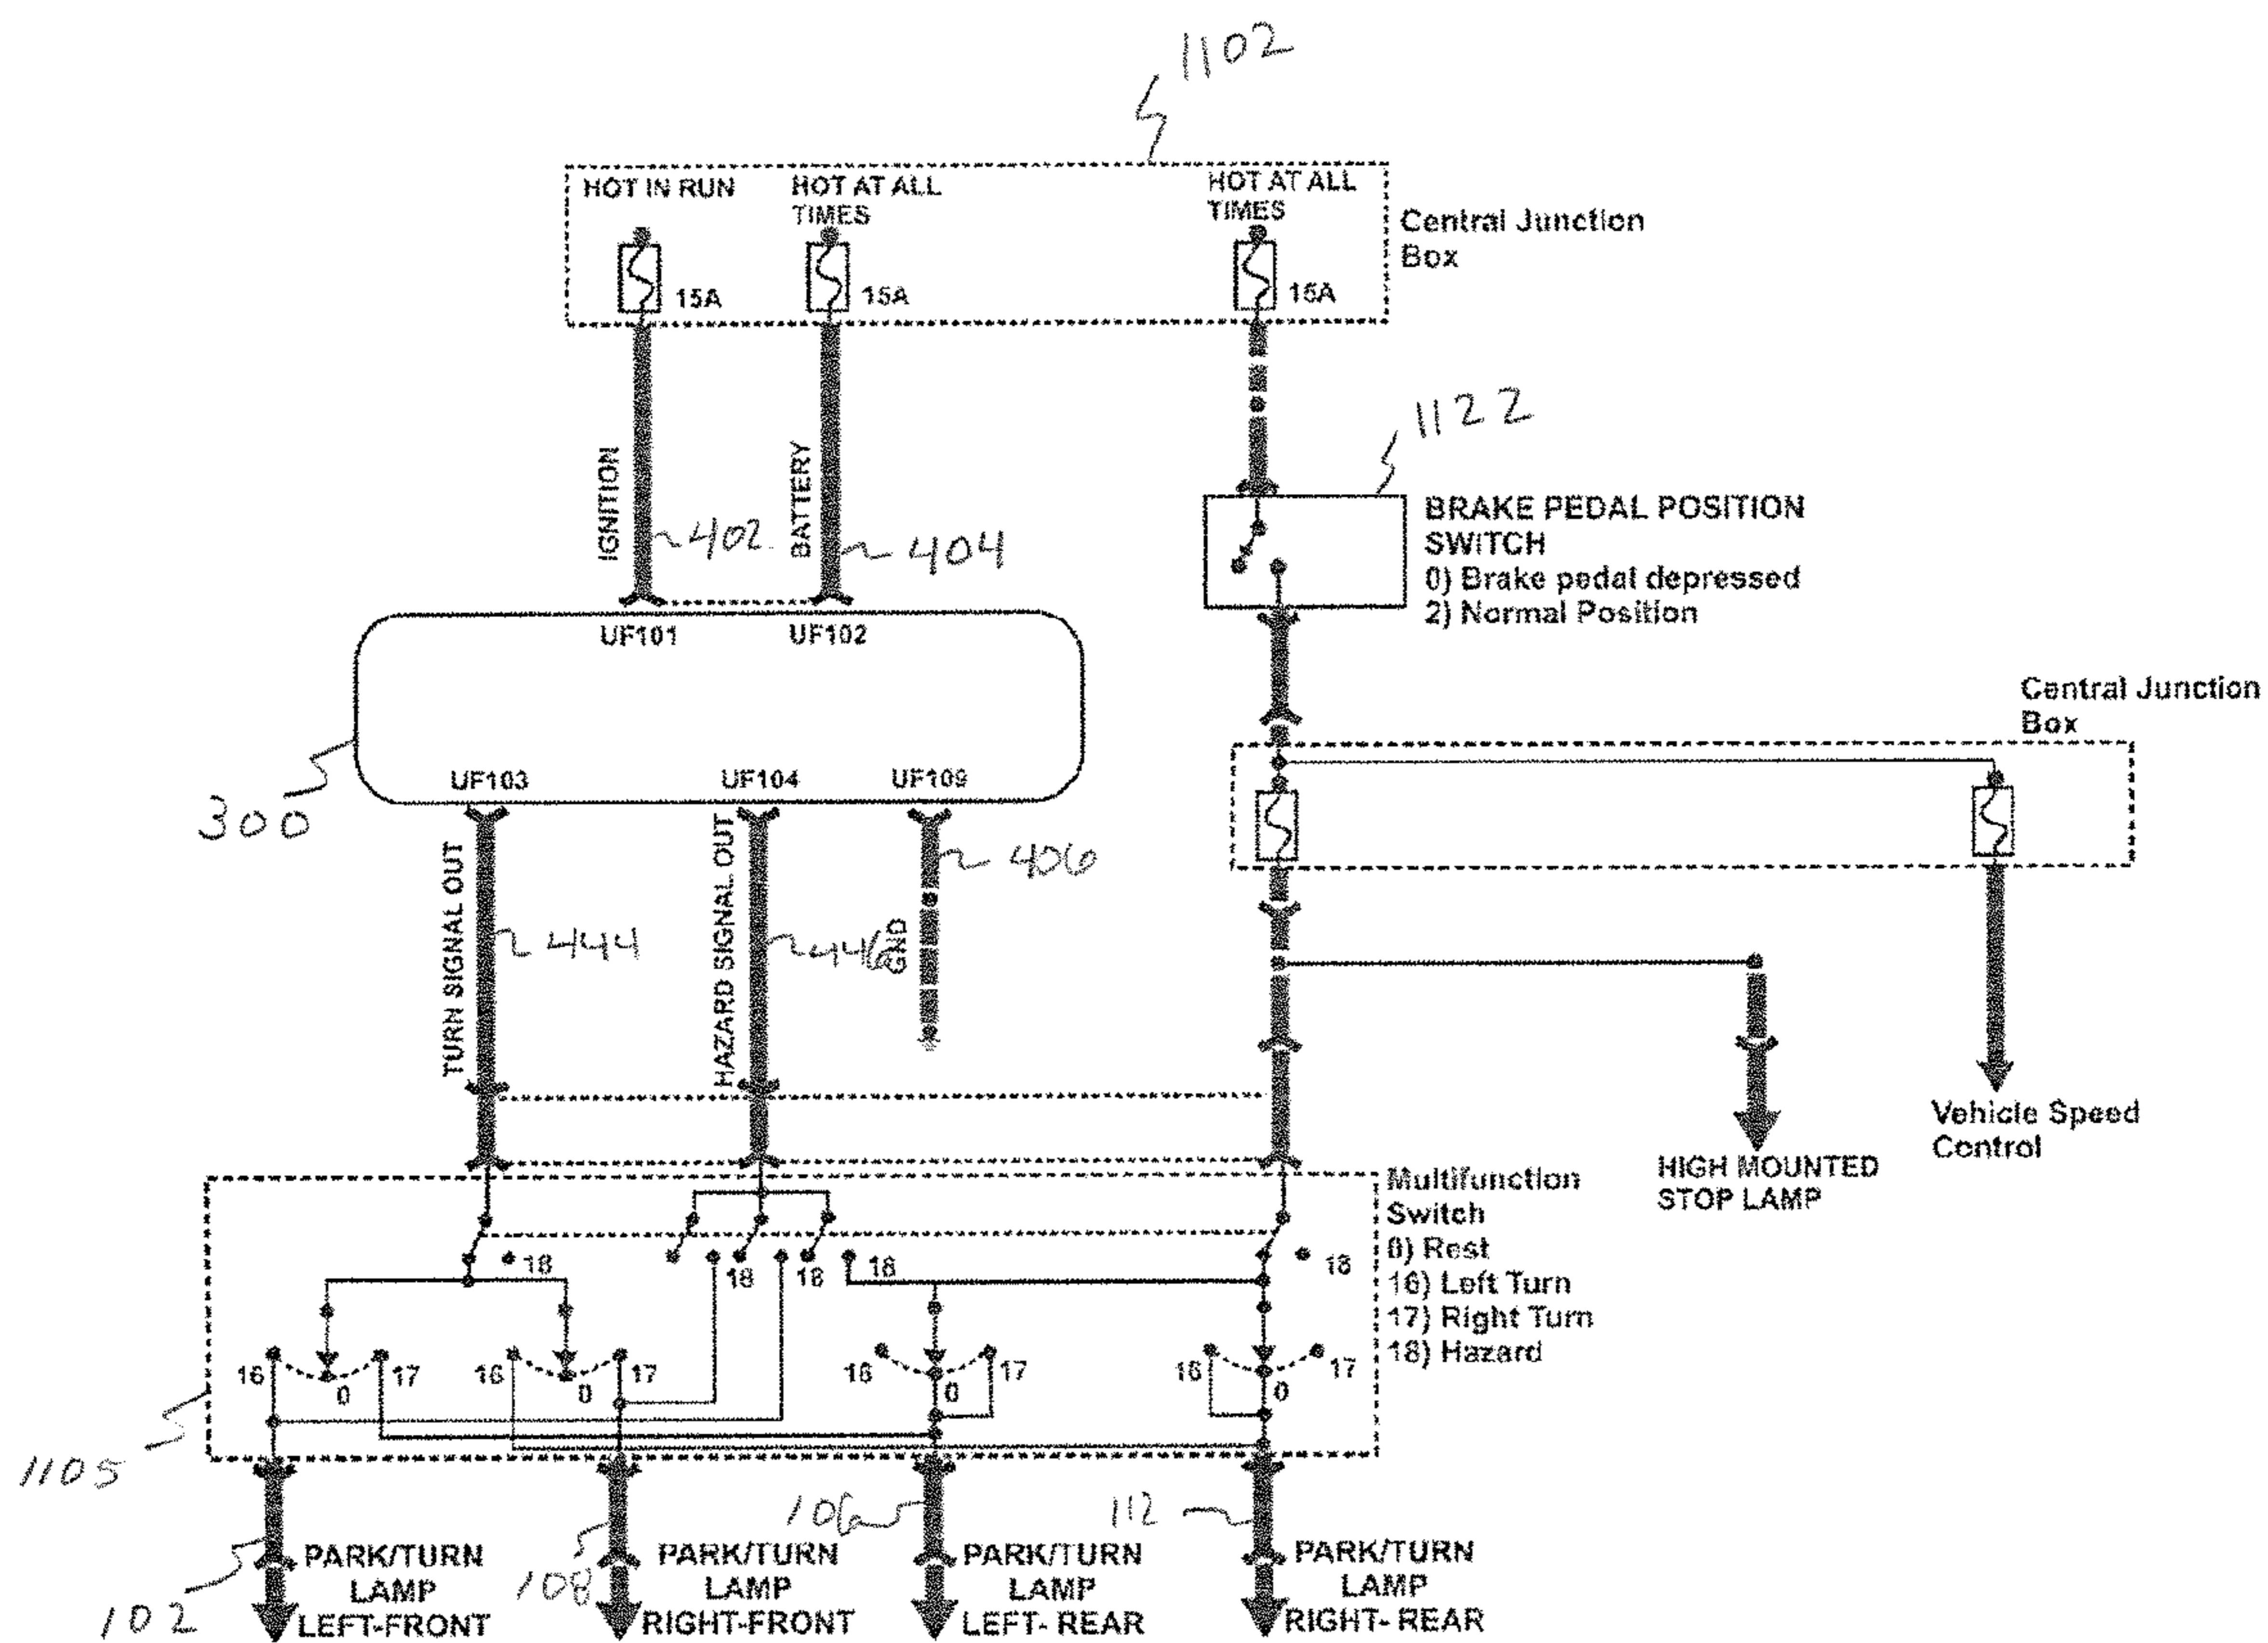 1102
HOT IN RUN
HOT AT ALL
TIMES
HOT AT ALL
TIMES
15A
15A
15A
Central Junction
Box
IGNITION
402
BATTERY
404
1122
BRAKE PEDAL POSITION
SWITCH
0) Brake pedal depressed
2) Normal Position
UF101
UF102
300
UF103
UF104
UF109
Central Junction
Box
TURN SIGNAL OUT
444
HAZARD SIGNAL OUT
446
GND
406
Vehicle Speed
Control
HIGH MOUNTED
STOP LAMP
Multifunction
Switch
0) Rest
16) Left Turn
17) Right Turn
18) Hazard
18
18
18
18
18
16
0
17
16
0
17
16
0
17
16
0
17
1105
102
PARK/TURN
LAMP
LEFT-FRONT
108
PARK/TURN
LAMP
RIGHT-FRONT
106
PARK/TURN
LAMP
LEFT- REAR
112
PARK/TURN
LAMP
RIGHT- REAR